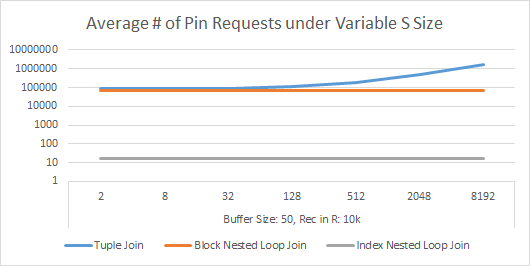 Average # of Pin Requests under Variable S Size
10000000
1000000
100000
10000
1000
100
10
1
2 8 32 128 512 2048 8192
Buffer Size: 50, Rec in R: 10k
Tuple Join Block Nested Loop Join Index Nested Loop Join